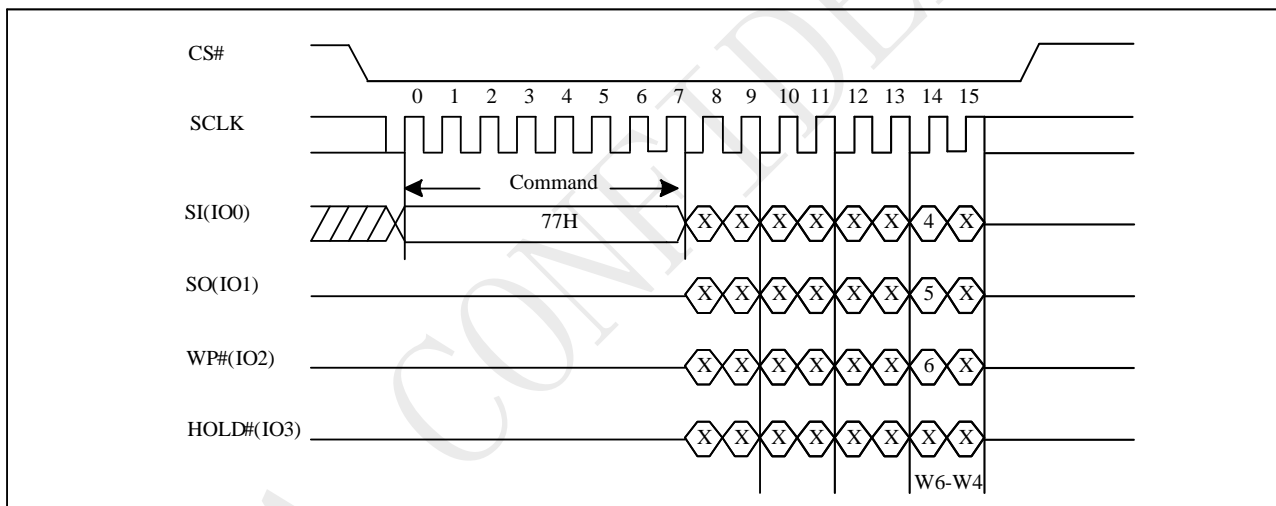 CS#
0 1 2 3 4 5 6 7 8 9 10 11 12 13 14 15
SCLK
Command
SI(IO0)
77H
X X X X X X 4 X
SO(IO1)
X X X X X X 5 X
WP#(IO2)
X X X X X X 6 X
HOLD#(IO3)
X X X X X X X X
W6-W4